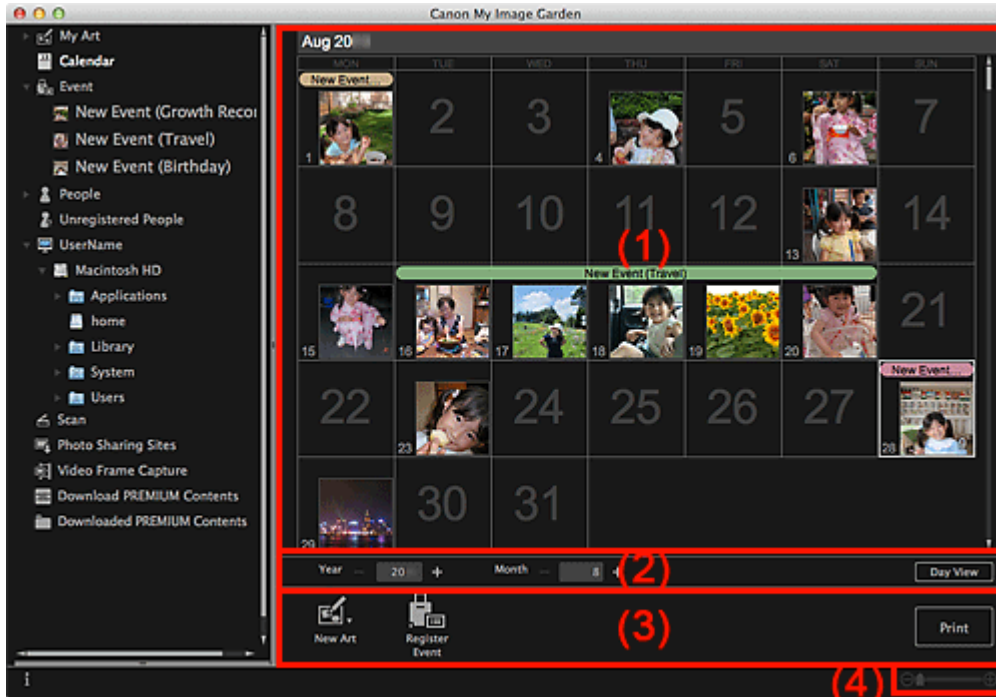 Canon My Image Garden
My Art
Calendar
Event
New Event (Growth Recor
New Event (Travel)
New Event (Birthday)
People
Unregistered People
UserName
Macintosh HD
Applications
home
Library
System
Users
Scan
Photo Sharing Sites
Video Frame Capture
Download PREMIUM Contents
Downloaded PREMIUM Contents
Aug 20
MON TUE WED THU FRI SAT SUN
New Event...
1 2 3 4 5 6 7
8 9 10 11 12 13 14
(1)
New Event (Travel)
15 16 17 18 19 20 21
New Event...
22 23 24 25 26 27 28
29 30 31
Year 20 Month 8 (2) Day View
New Art Register Event (3) Print
(4)